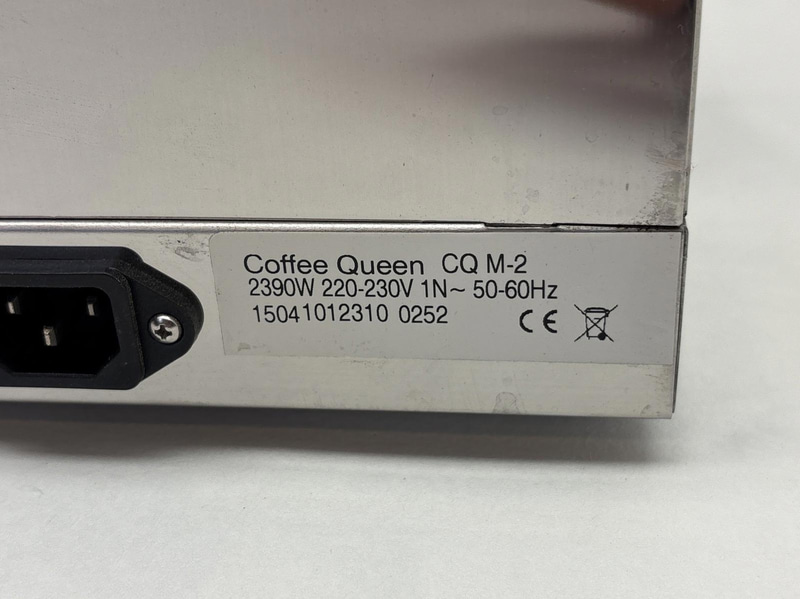 Coffee Queen CQ M-2
2390W 220-230V 1N~ 50-60Hz
15041012310 0252 CE